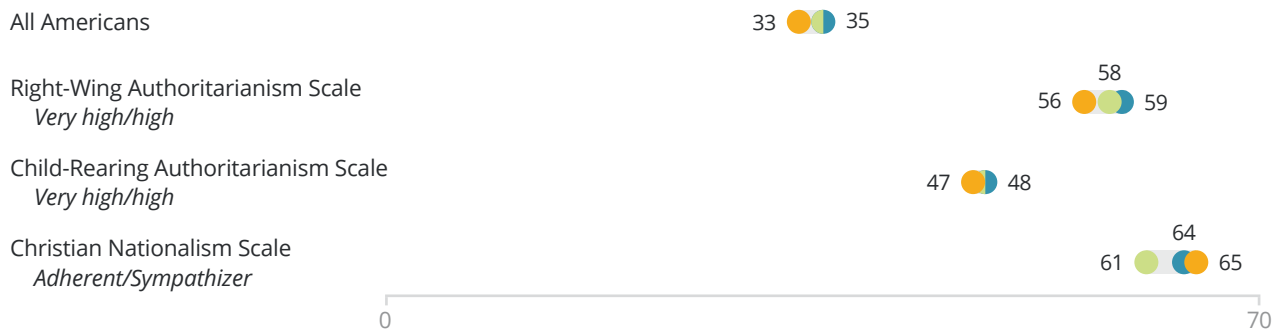 All Americans
33 35
58
Right-Wing Authoritarianism Scale
56 59
Very high/high
Child-Rearing Authoritarianism Scale
47 48
Very high/high
64
Christian Nationalism Scale
61 65
Adherent/Sympathizer
0 70